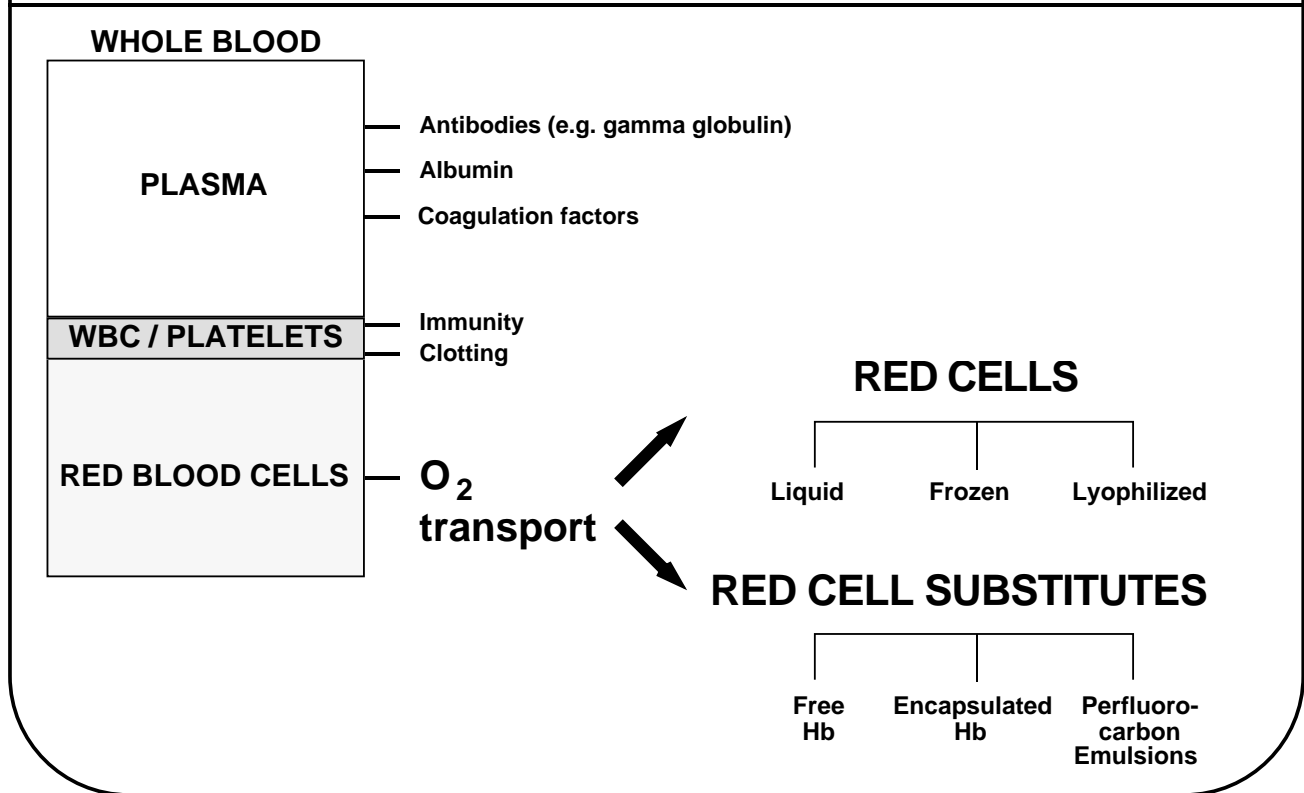 WHOLE BLOOD
PLASMA
Antibodies (e.g. gamma globulin)
Albumin
Coagulation factors
WBC / PLATELETS
Immunity
Clotting
RED BLOOD CELLS
O2
transport
RED CELLS
Liquid Frozen Lyophilized
RED CELL SUBSTITUTES
Free
Hb
Encapsulated
Hb
Perfluoro-
carbon
Emulsions